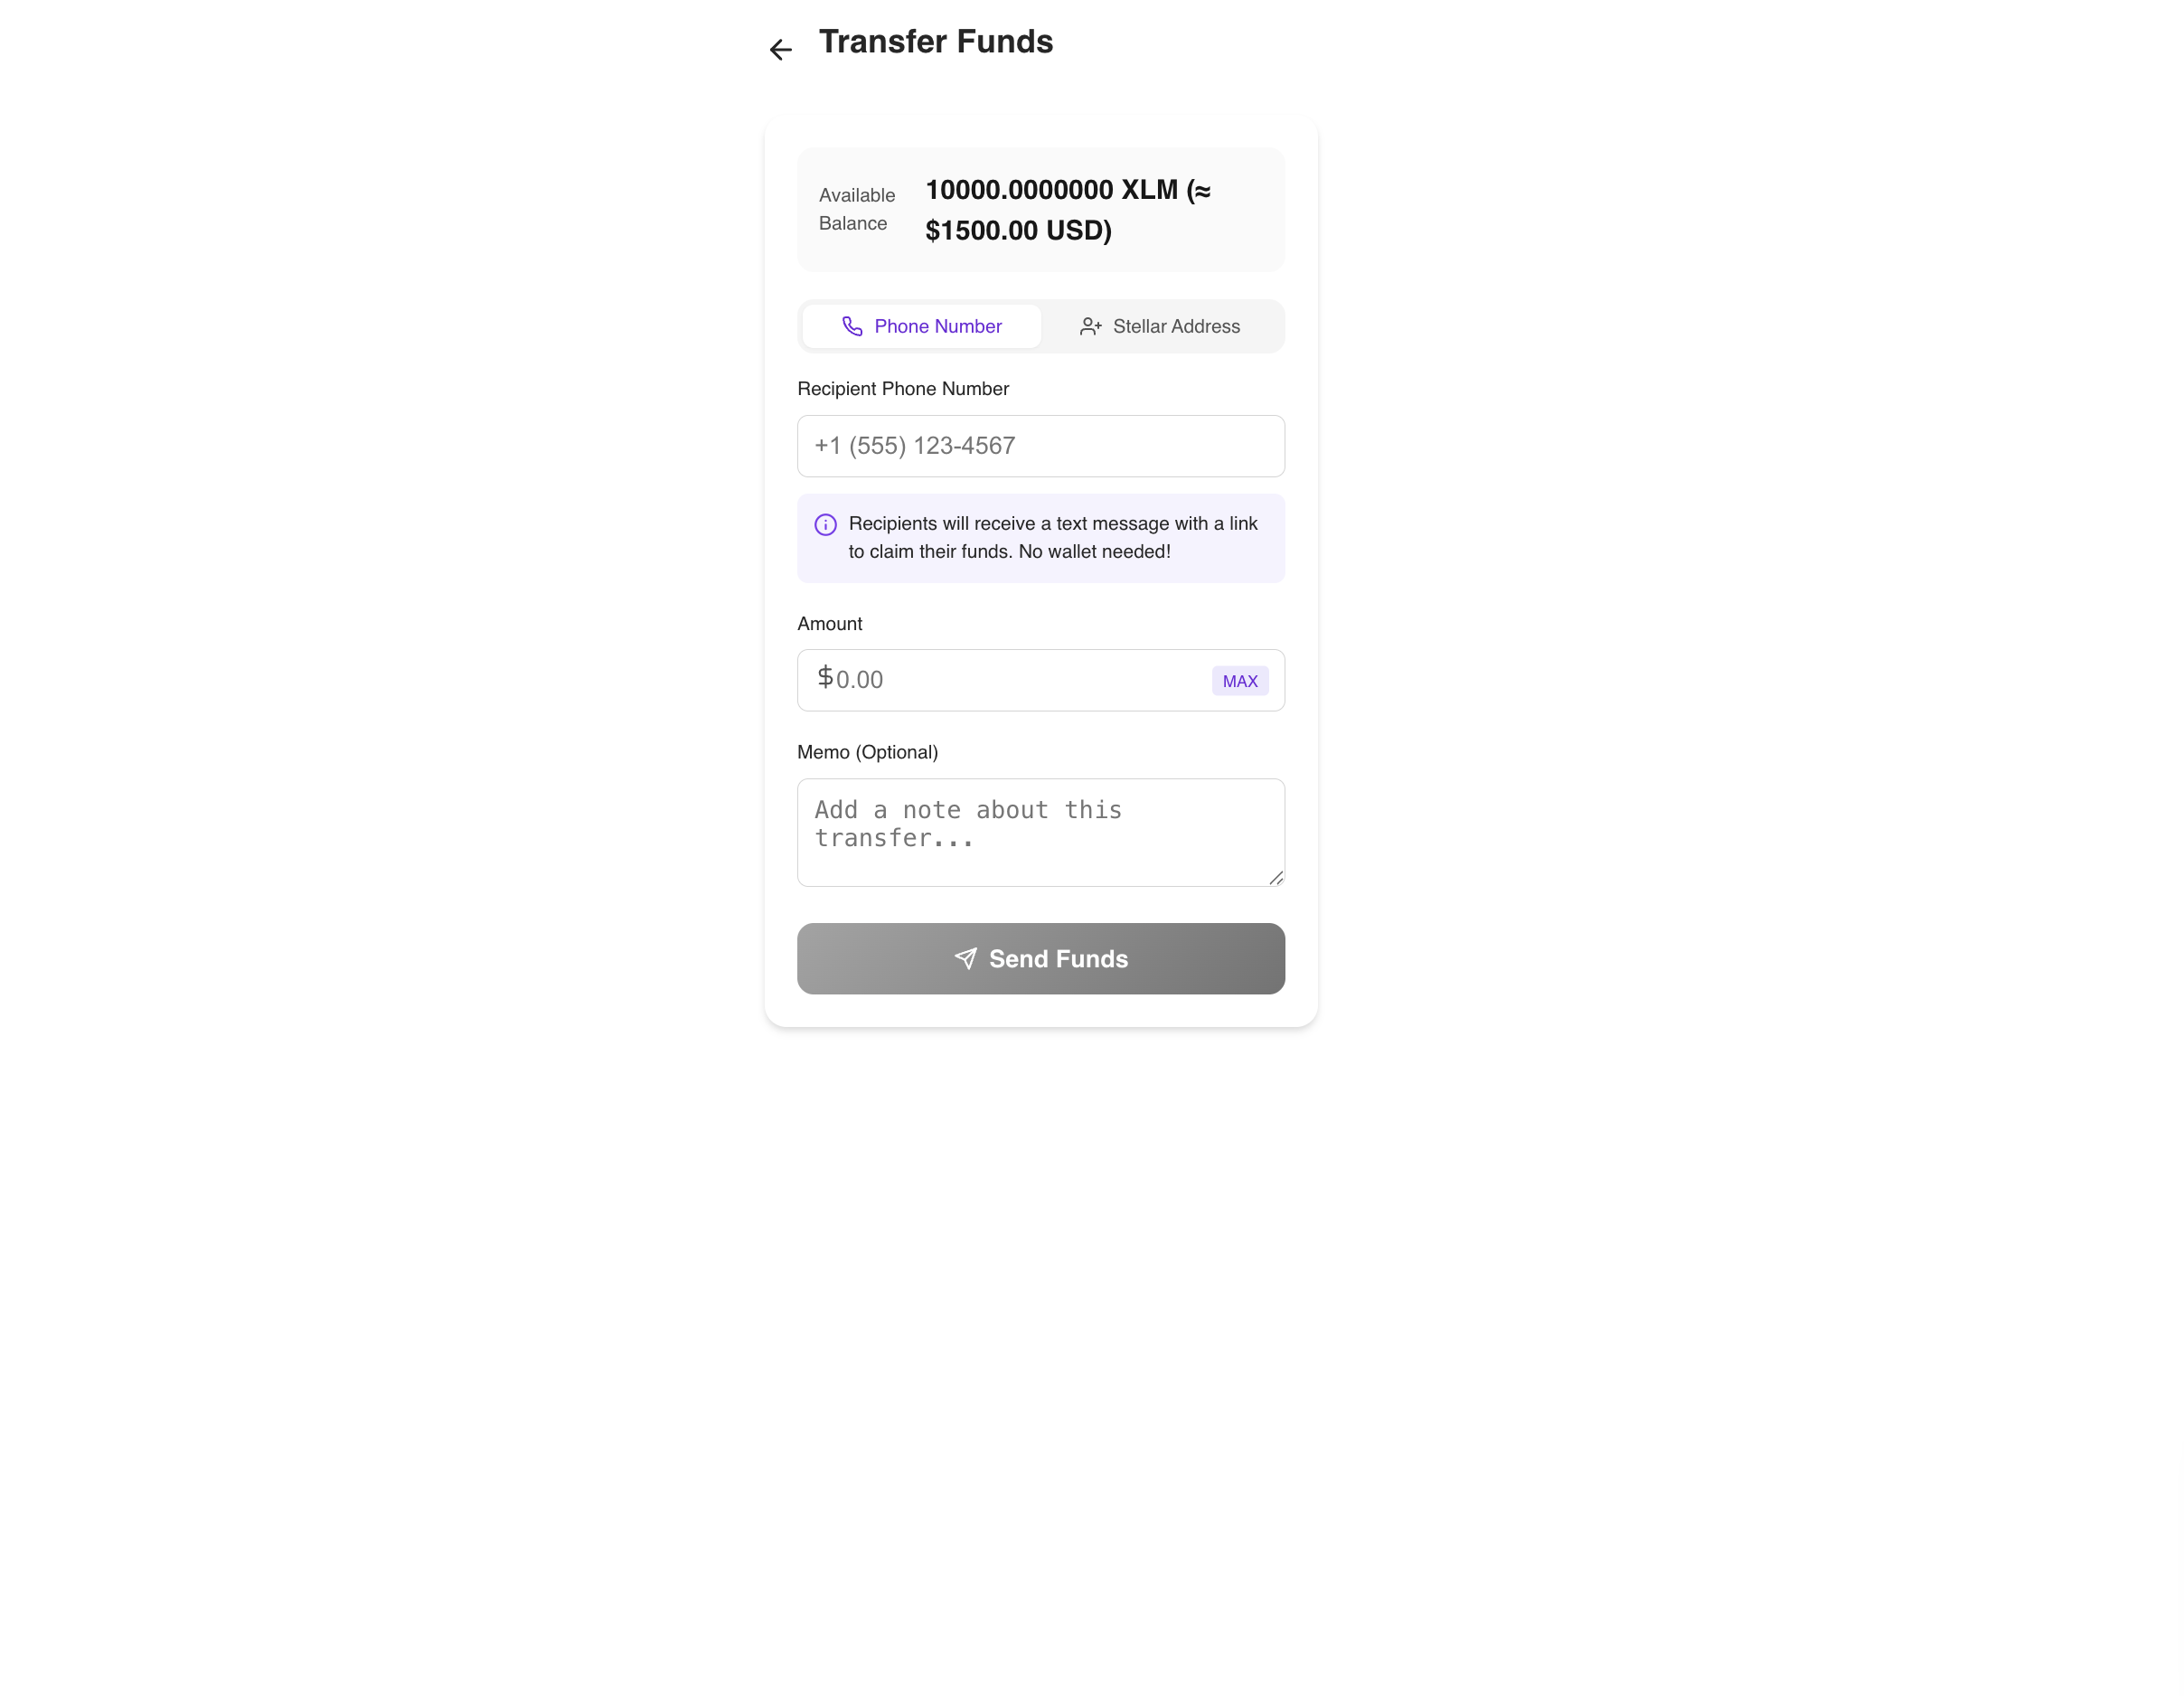 Transfer Funds
Available
Balance
10000.0000000 XLM (≈
$1500.00 USD)
Phone Number
Stellar Address
Recipient Phone Number
+1 (555) 123-4567
Recipients will receive a text message with a link
to claim their funds. No wallet needed!
Amount
$0.00
MAX
Memo (Optional)
Add a note about this
transfer...
Send Funds